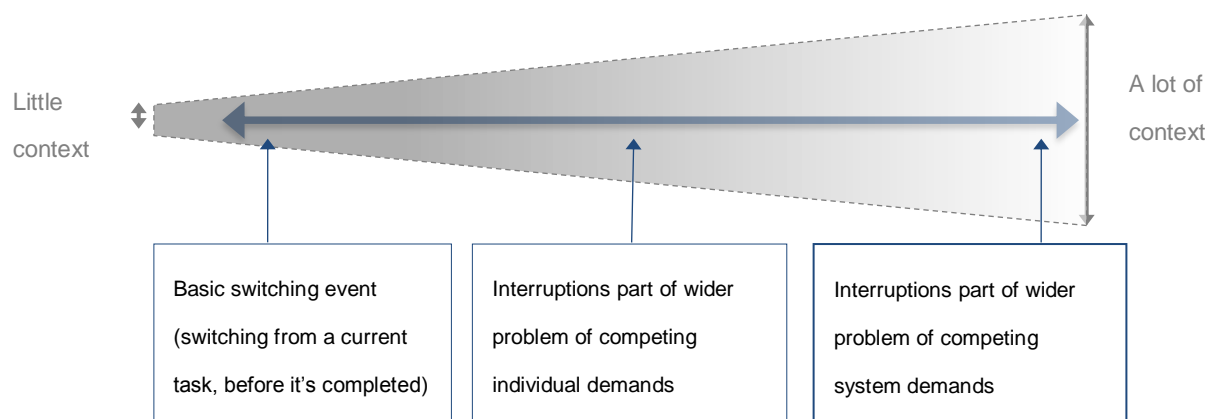 Little
context
A lot of
context
Basic switching event
(switching from a current
task, before it's completed)
Interruptions part of wider
problem of competing
individual demands
Interruptions part of wider
problem of competing
system demands